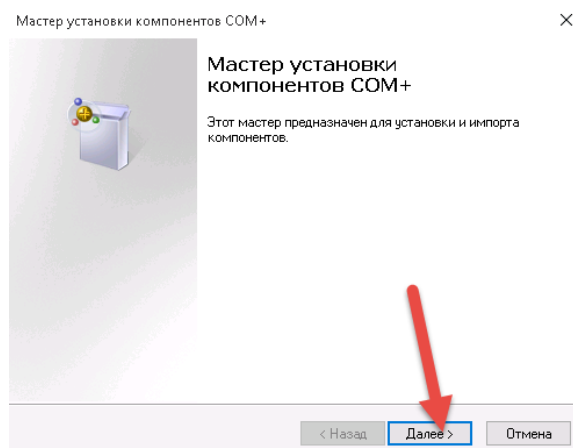 Мастер установки компонентов COM+
Мастер установки
компонентов COM+
Этот мастер предназначен для установки и импорта
компонентов.
< Назад
Далее >
Отмена